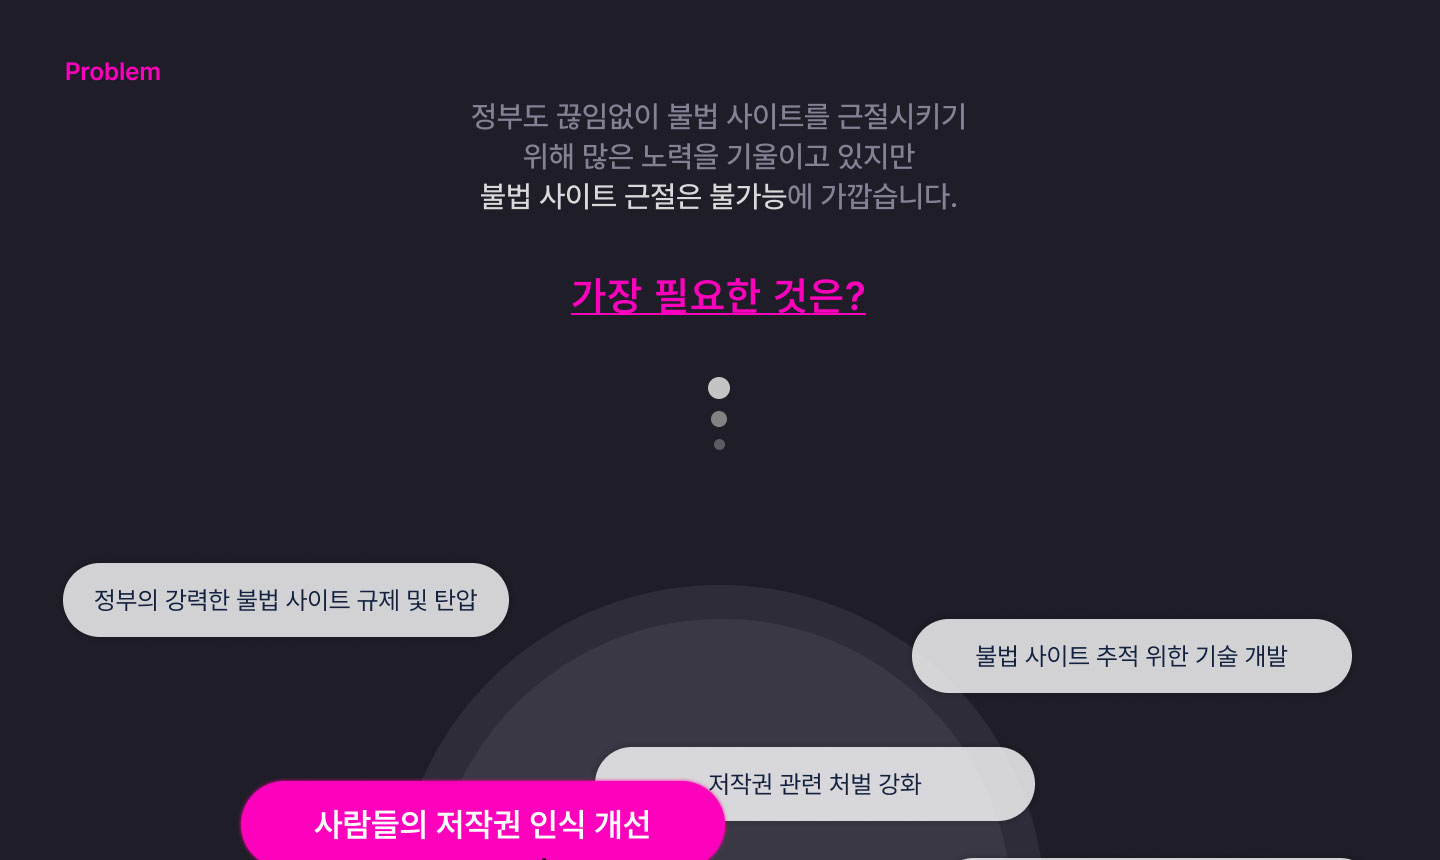 Problem
정부도 끊임없이 불법 사이트를 근절시키기
위해 많은 노력을 기울이고 있지만
불법 사이트 근절은 불가능에 가깝습니다.
가장 필요한 것은?
정부의 강력한 불법 사이트 규제 및 탄압
불법 사이트 추적 위한 기술 개발
저작권 관련 처벌 강화
사람들의 저작권 인식 개선